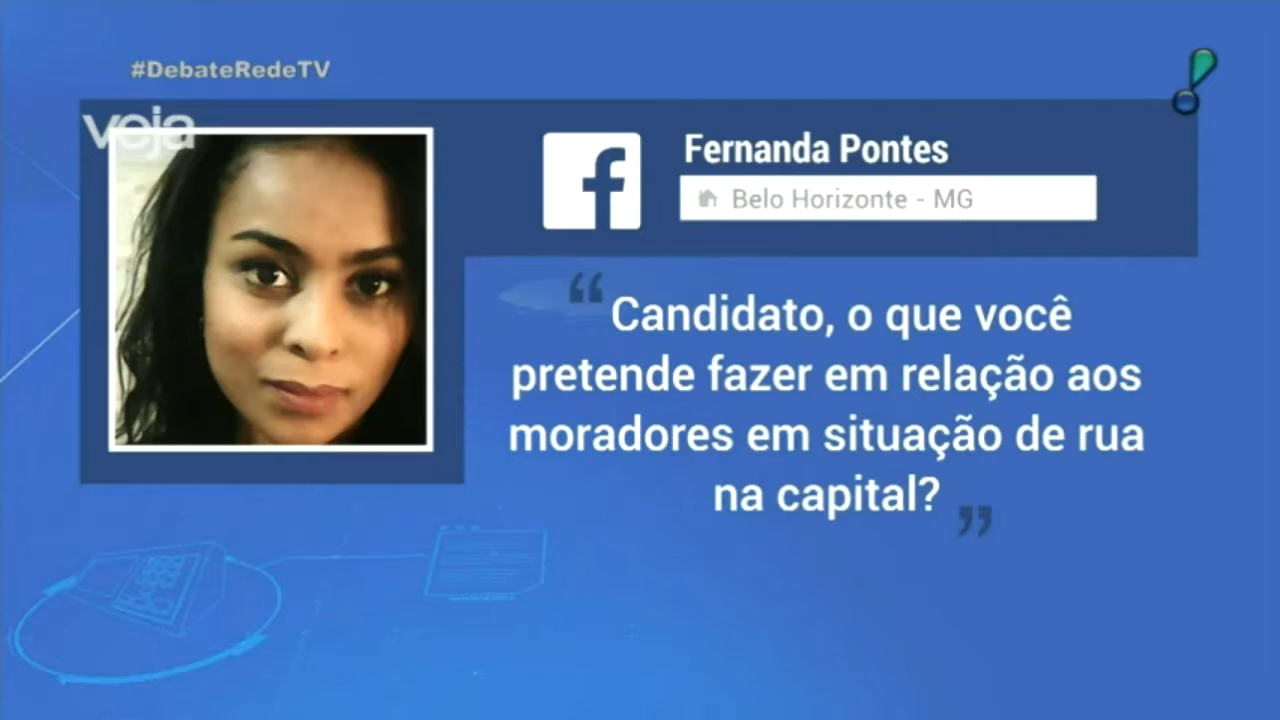 #DebateRedeTV
veja
Fernanda Pontes
Belo Horizonte - MG
“Candidato, o que você
pretende fazer em relação aos
moradores em situação de rua
na capital?”